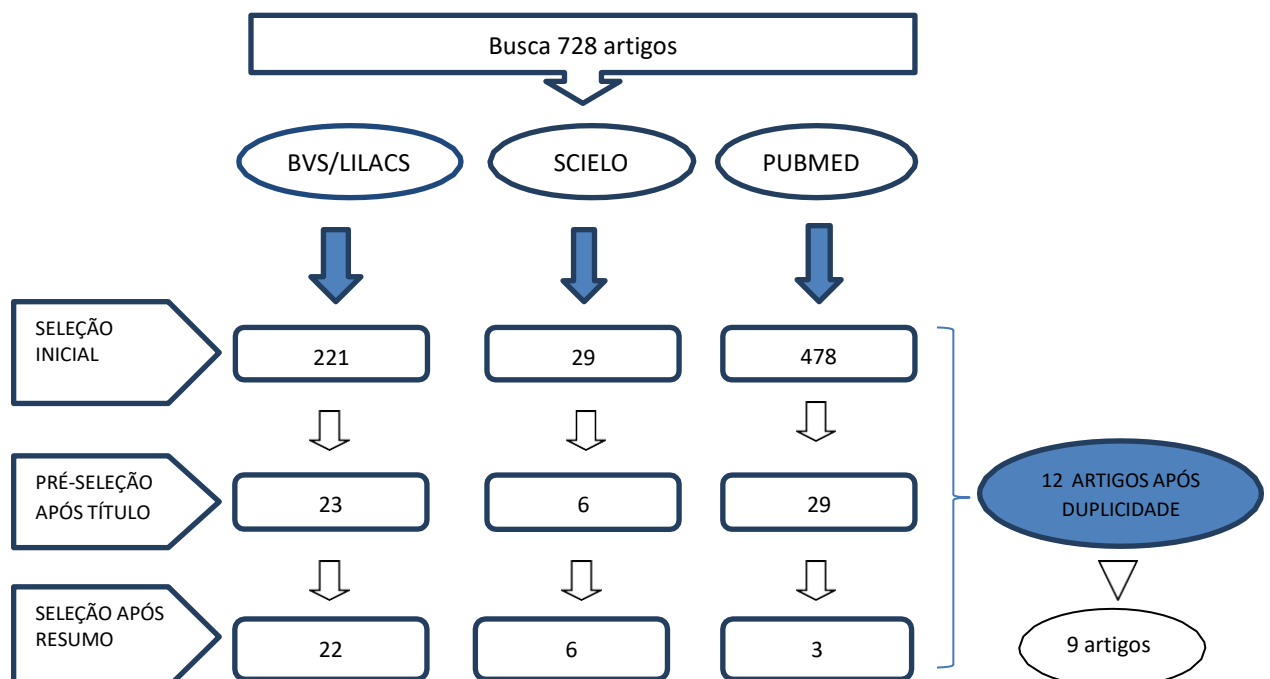 Busca 728 artigos
BVS/LILACS
SCIELO
PUBMED
SELEÇÃO
INICIAL
221
29
478
PRÉ-SELEÇÃO
APÓS TÍTULO
23
6
29
12 ARTIGOS APÓS
DUPLICIDADE
SELEÇÃO APÓS
RESUMO
22
6
3
9 artigos